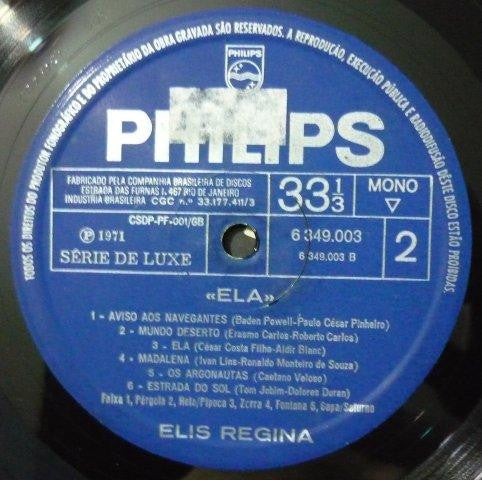 TODOS OS DIREITOS DO PRODUTOR FONOGRÁFICO E DO PROPRIETÁRIO DA OBRA GRAVADA SÃO RESERVADOS. A REPRODUÇÃO, EXECUÇÃO PÚBLICA E RADIODIFUSÃO DÊSTE DISCO ESTÃO PROIBIDAS.
PHILIPS
PHILIPS
FABRICADO PELA COMPANHIA BRASILEIRA DE DISCOS
ESTRADA DAS FURNAS 1.467 RIO DE JANEIRO
INDUSTRIA BRASILEIRA CGC n.º 33.177.411/3
33 1/3
MONO
CSDP-PF-001/GB
℗ 1971
SÉRIE DE LUXE
6 349.003
6 349.003 B
2
«ELA»
1 - AVISO AOS NAVEGANTES (Baden Powell-Paulo César Pinheiro)
2 - MUNDO DESERTO (Erasmo Carlos-Roberto Carlos)
3 - ELA (César Costa Filho-Aldir Blanc)
4 - MADALENA (Ivan Lins-Ronaldo Monteiro de Souza)
5 - OS ARGONAUTAS (Caetano Veloso)
6 - ESTRADA DO SOL (Tom Jobim-Dolores Duran)
Faixa 1, Pérgola 2, Relo/Pipoca 3, Zerra 4, Fontana 5, Capa/Saturno
ELIS REGINA